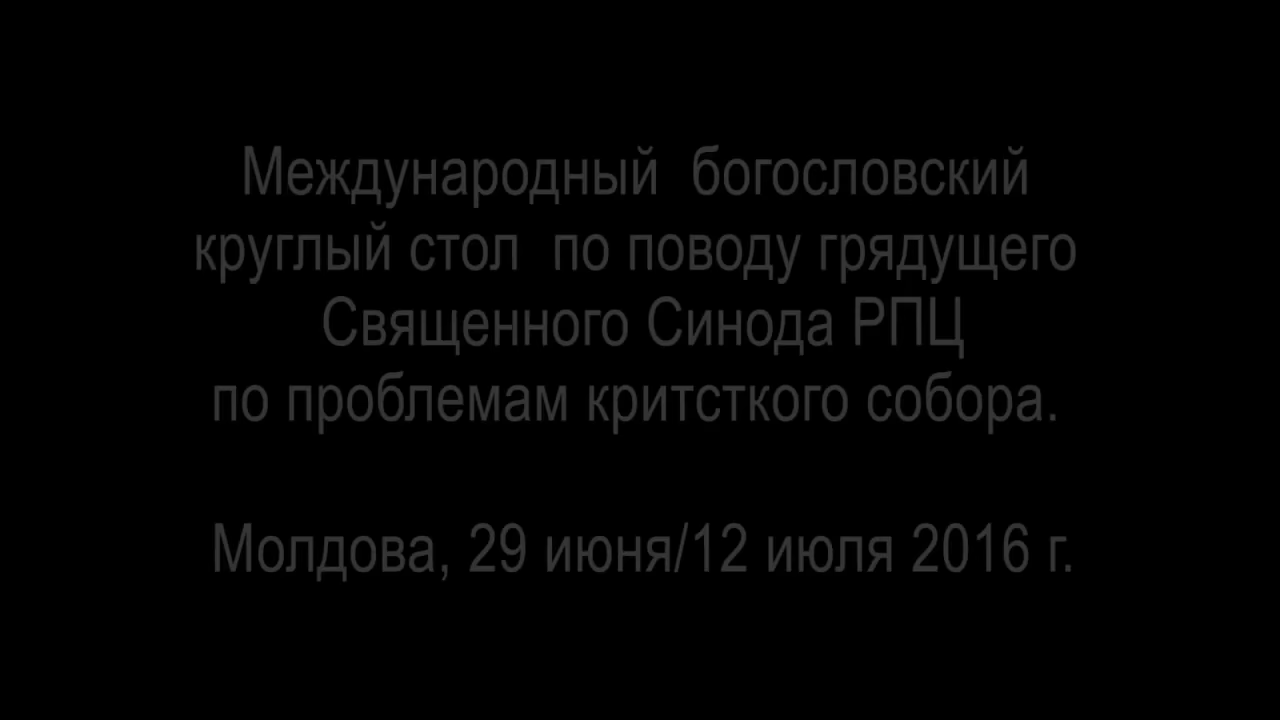 Международный богословский
круглый стол по поводу грядущего
Священного Синода РПЦ
по проблемам критсткого собора.
Молдова, 29 июня/12 июля 2016 г.